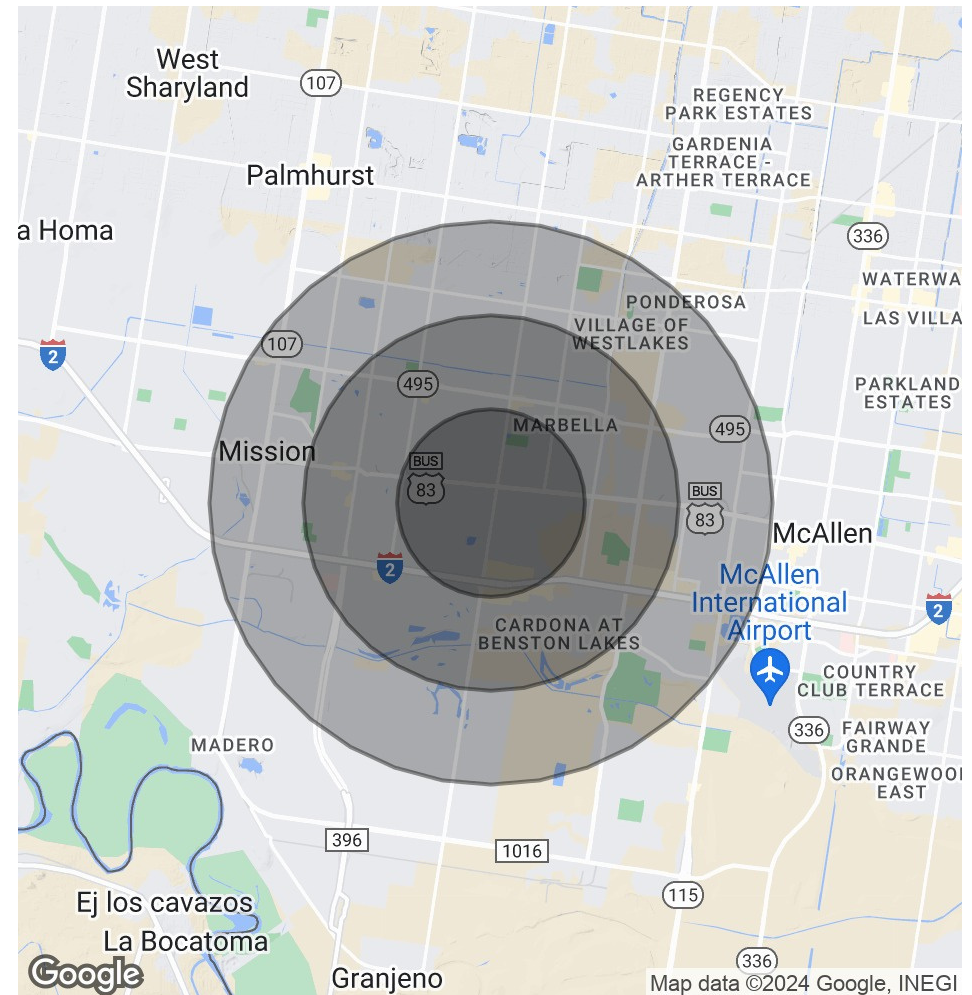 West
Sharyland
107
REGENCY
PARK ESTATES
GARDENIA
TERRACE -
ARTHER TERRACE
Palmhurst
a Homa
336
WATERWA
PONDEROSA
LAS VILLA
VILLAGE OF
WESTLAKES
107
2
495
PARKLAND
ESTATES
MARBELLA
495
Mission
BUS
83
BUS
83
McAllen
2
McAllen
International
Airport
2
CARDONA AT
BENSTON LAKES
COUNTRY
CLUB TERRACE
336
FAIRWAY
GRANDE
MADERO
ORANGEWOO
EAST
396
1016
115
Ej los cavazos
La Bocatoma
336
Granjeno
Google
Map data ©2024 Google, INEGI